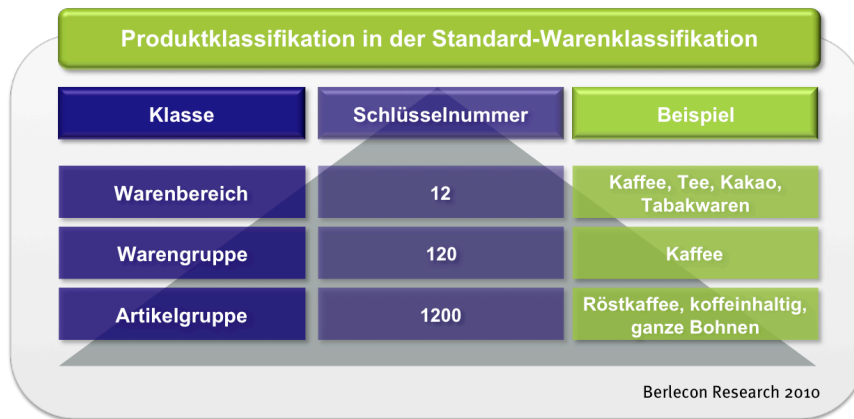 Produktklassifikation in der Standard-Warenklassifikation
Klasse
Schlüsselnummer
Beispiel
Warenbereich
12
Kaffee, Tee, Kakao,
Tabakwaren
Warengruppe
120
Kaffee
Artikelgruppe
1200
Röstkaffee, koffeinhaltig,
ganze Bohnen
Berlecon Research 2010